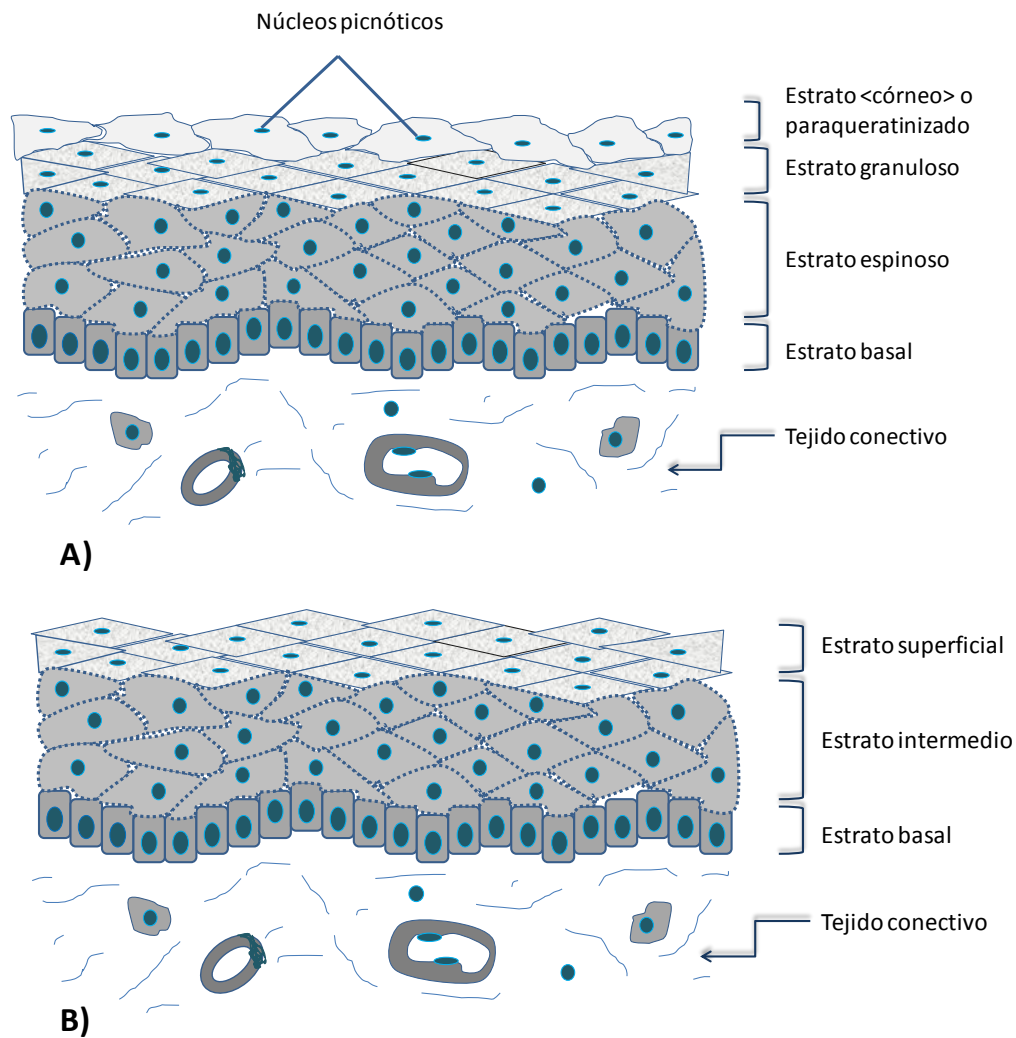 Núcleos picnóticos
Estrato <córneo> o
paraqueratinizado
Estrato granuloso
Estrato espinoso
Estrato basal
Tejido conectivo
A)
Estrato superficial
Estrato intermedio
Estrato basal
Tejido conectivo
B)